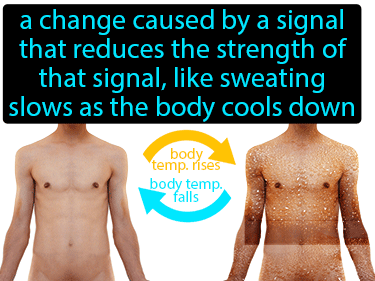 a change caused by a signal
that reduces the strength of
that signal, like sweating
slows as the body cools down
body
temp. rises
body temp.
falls